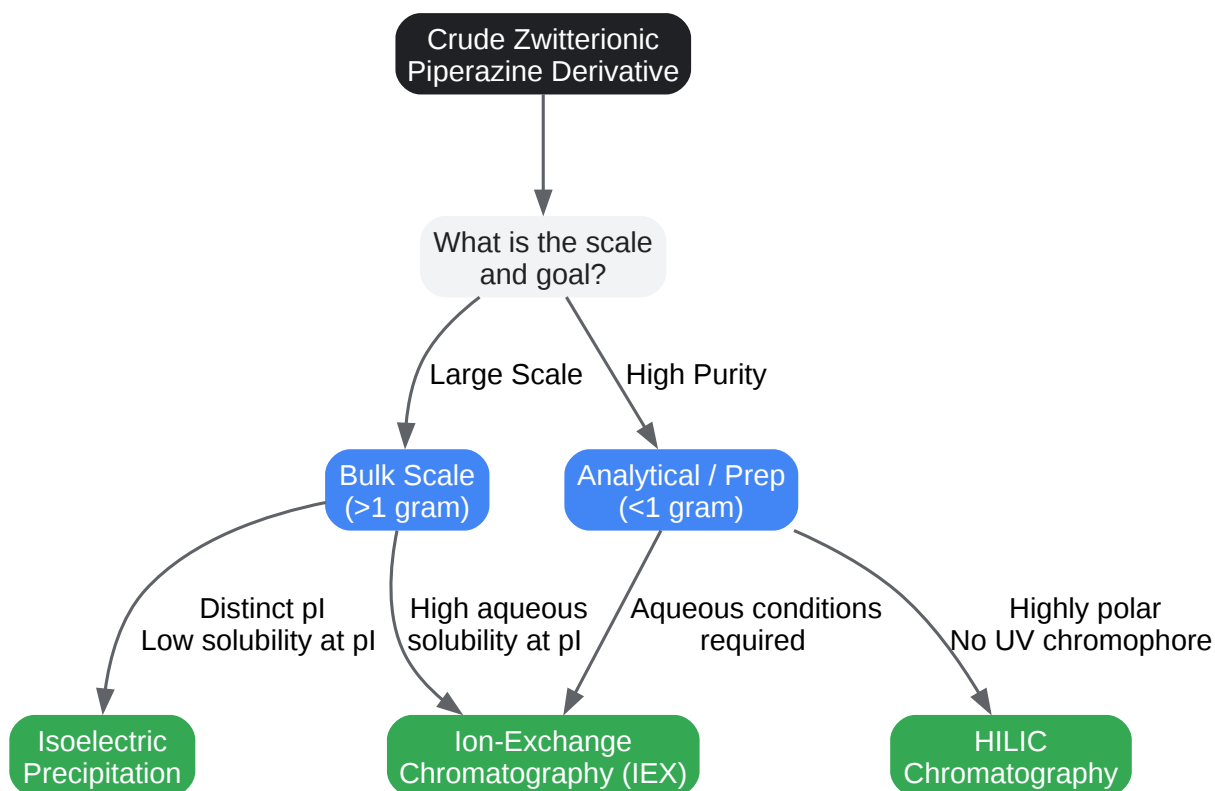 Crude Zwitterionic
Piperazine Derivative
What is the scale
and goal?
Large Scale
High Purity
Bulk Scale
(>1 gram)
Analytical / Prep
(<1 gram)
Distinct pI
Low solubility at pI
High aqueous
solubility at pI
Aqueous conditions
required
Highly polar
No UV chromophore
Isoelectric
Precipitation
Ion-Exchange
Chromatography (IEX)
HILIC
Chromatography